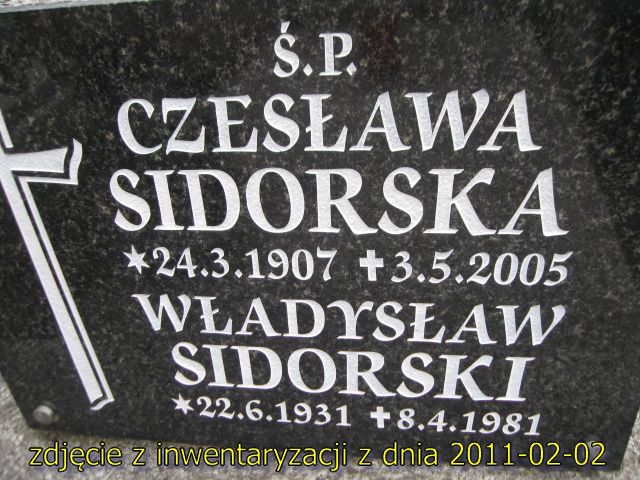 Ś.P.
CZESŁAWA
SIDORSKA
*24.3.1907 ✝3.5.2005
WŁADYSŁAW
SIDORSKI
*22.6.1931 ✝8.4.1981
zdjęcie z inwentaryzacji z dnia 2011-02-02